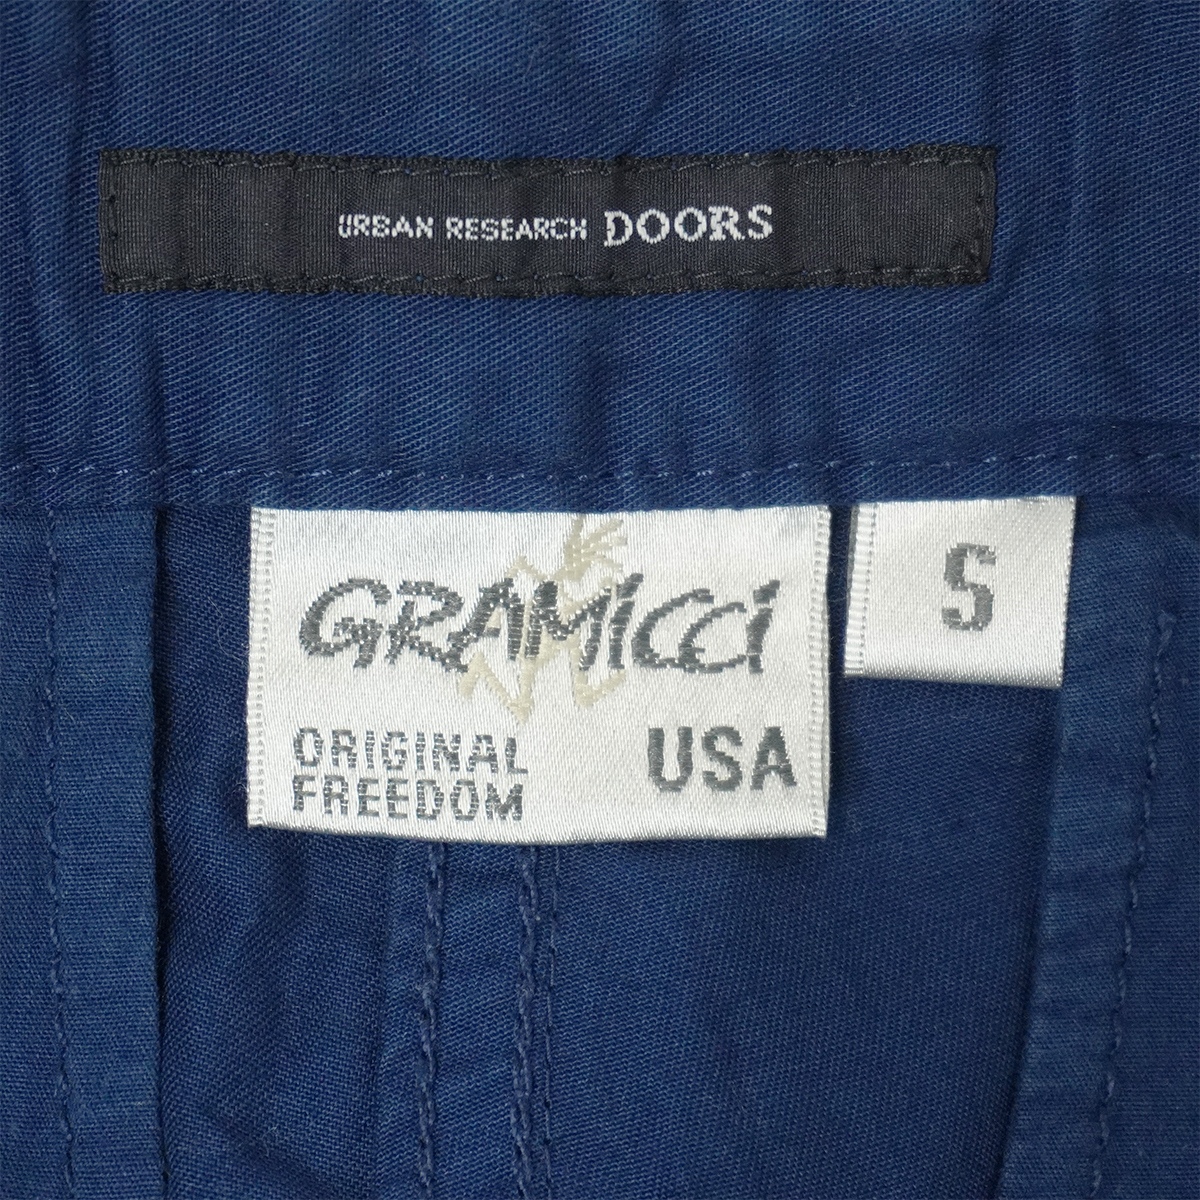 URBAN RESEARCH DOORS
GRAMICCI
S
ORIGINAL
FREEDOM
USA